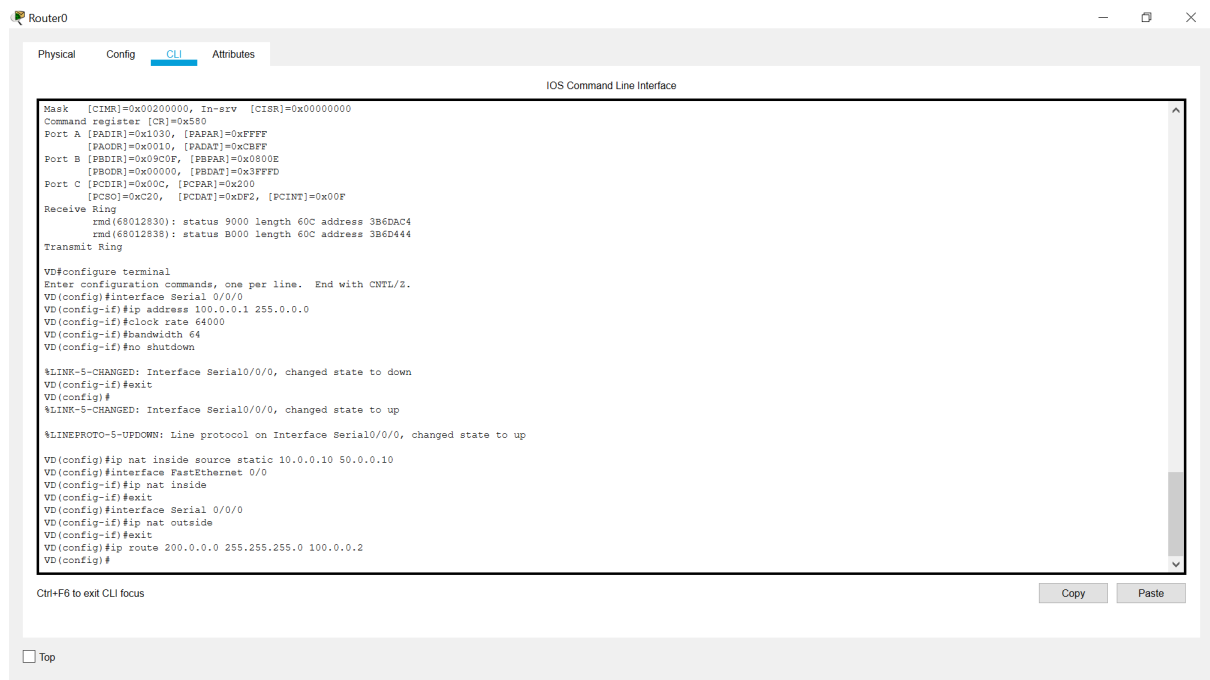 Router0
Physical Config CLI Attributes
IOS Command Line Interface
Mask [CIMR]=0x00200000, In-srv [CISR]=0x00000000
Command register [CR]=0x580
Port A [PADIR]=0x1030, [PAPAR]=0xFFFF
[PAODR]=0x0010, [PADAT]=0xCBFF
Port B [PBDIR]=0x09C0F, [PBPAR]=0x0800E
[PBODR]=0x00000, [PBDAT]=0x3FFFD
Port C [PCDIR]=0x00C, [PCPAR]=0x200
[PCSO]=0xC20, [PCDAT]=0xDF2, [PCINT]=0x00F
Receive Ring
rmd(68012830): status 9000 length 60C address 3B6DAC4
rmd(68012838): status B000 length 60C address 3B6D444
Transmit Ring
VD#configure terminal
Enter configuration commands, one per line. End with CNTL/Z.
VD(config)#interface Serial 0/0/0
VD(config-if)#ip address 100.0.0.1 255.0.0.0
VD(config-if)#clock rate 64000
VD(config-if)#bandwidth 64
VD(config-if)#no shutdown
%LINK-5-CHANGED: Interface Serial0/0/0, changed state to down
VD(config-if)#exit
VD(config)#
%LINK-5-CHANGED: Interface Serial0/0/0, changed state to up
%LINEPROTO-5-UPDOWN: Line protocol on Interface Serial0/0/0, changed state to up
VD(config)#ip nat inside source static 10.0.0.10 50.0.0.10
VD(config)#interface FastEthernet 0/0
VD(config-if)#ip nat inside
VD(config-if)#exit
VD(config)#interface Serial 0/0/0
VD(config-if)#ip nat outside
VD(config-if)#exit
VD(config)#ip route 200.0.0.0 255.255.255.0 100.0.0.2
VD(config)#
Ctrl+F6 to exit CLI focus
Copy Paste
Top